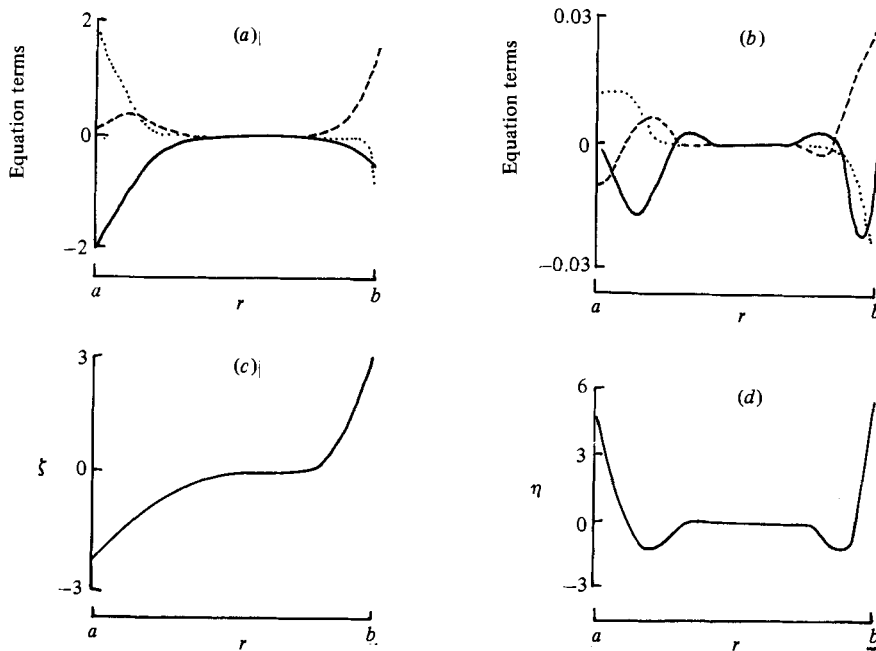 (a)
Equation terms
2
0
−2
a
r
b
(b)
Equation terms
0.03
0
−0.03
a
r
b
(c)
ζ
3
0
−3
a
r
b
(d)
η
6
3
0
−3
a
r
b